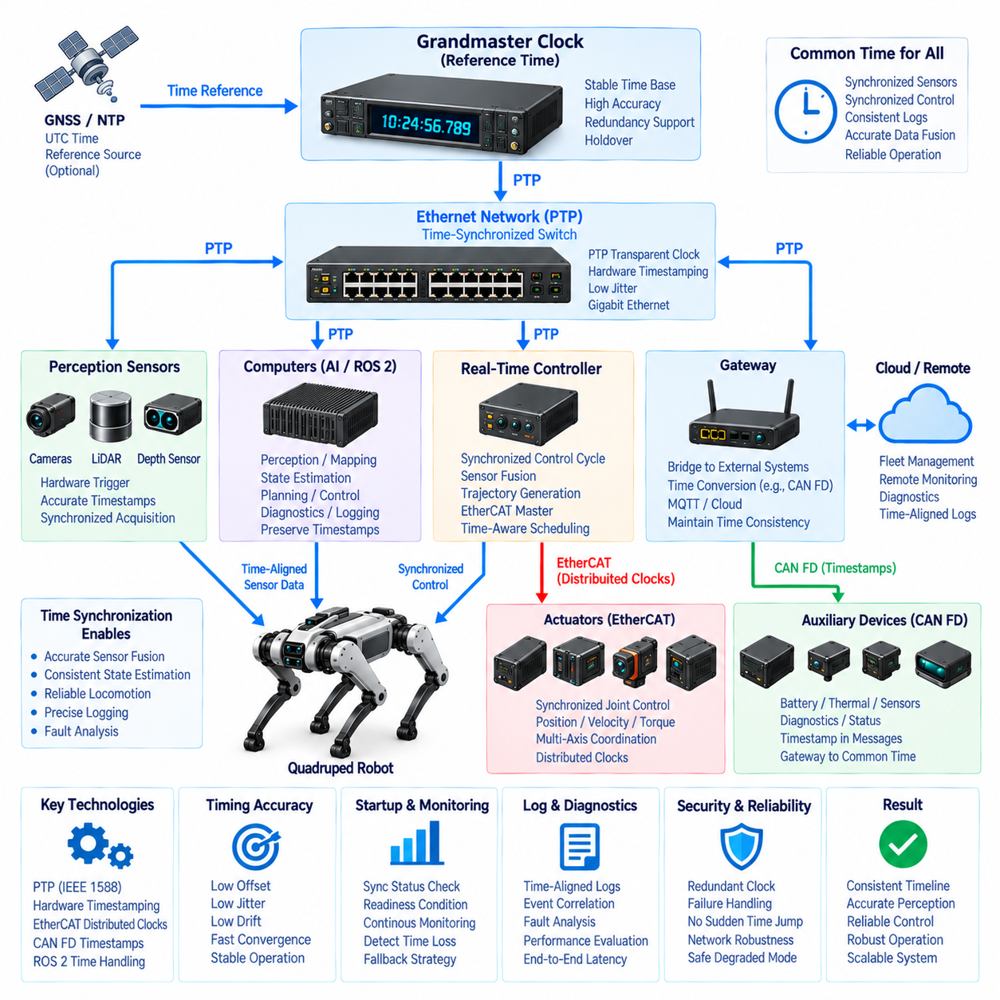 Grandmaster Clock
(Reference Time)
10:24:56.789
Stable Time Base
High Accuracy
Redundancy Support
Holdover
Time Reference
GNSS / NTP
UTC Time
Reference Source
(Optional)
Common Time for All
Synchronized Sensors
Synchronized Control
Consistent Logs
Accurate Data Fusion
Reliable Operation
PTP
Ethernet Network (PTP)
Time-Synchronized Switch
PTP Transparent Clock
Hardware Timestamping
Low Jitter
Gigabit Ethernet
PTP
PTP
PTP
PTP
Perception Sensors
Cameras
LiDAR
Depth Sensor
Hardware Trigger
Accurate Timestamps
Synchronized Acquisition
Computers (AI / ROS 2)
Perception / Mapping
State Estimation
Planning / Control
Diagnostics / Logging
Preserve Timestamps
Real-Time Controller
Synchronized Control Cycle
Sensor Fusion
Trajectory Generation
EtherCAT Master
Time-Aware Scheduling
Gateway
Bridge to External Systems
Time Conversion (e.g., CAN FD)
MQTT / Cloud
Maintain Time Consistency
Cloud / Remote
Fleet Management
Remote Monitoring
Diagnostics
Time-Aligned Logs
Time-Aligned
Sensor Data
Synchronized
Control
EtherCAT
(Distribuited Clocks)
CAN FD (Timestamps)
Time Synchronization
Enables
Accurate Sensor Fusion
Consistent State Estimation
Reliable Locomotion
Precise Logging
Fault Analysis
Quadruped Robot
Actuators (EtherCAT)
Synchronized Joint Control
Position / Velocity / Torque
Multi-Axis Coordination
Distributed Clocks
Auxiliary Devices (CAN FD)
Battery / Thermal / Sensors
Diagnostics / Status
Timestamp in Messages
Gateway to Common Time
Key Technologies
PTP (IEEE 1588)
Hardware Timestamping
EtherCAT Distributed Clocks
CAN FD Timestamps
ROS 2 Time Handling
Timing Accuracy
Low Offset
Low Jitter
Low Drift
Fast Convergence
Stable Operation
Startup & Monitoring
Sync Status Check
Readiness Condition
Continous Monitoring
Detect Time Loss
Fallback Strategy
Log & Diagnostics
Time-Aligned Logs
Event Correlation
Fault Analysis
Performance Evaluation
End-to-End Latency
Security & Reliability
Redundant Clock
Failure Handling
No Sudden Time Jump
Network Robustness
Safe Degraded Mode
Result
Consistent Timeline
Accurate Perception
Reliable Control
Robust Operation
Scalable System